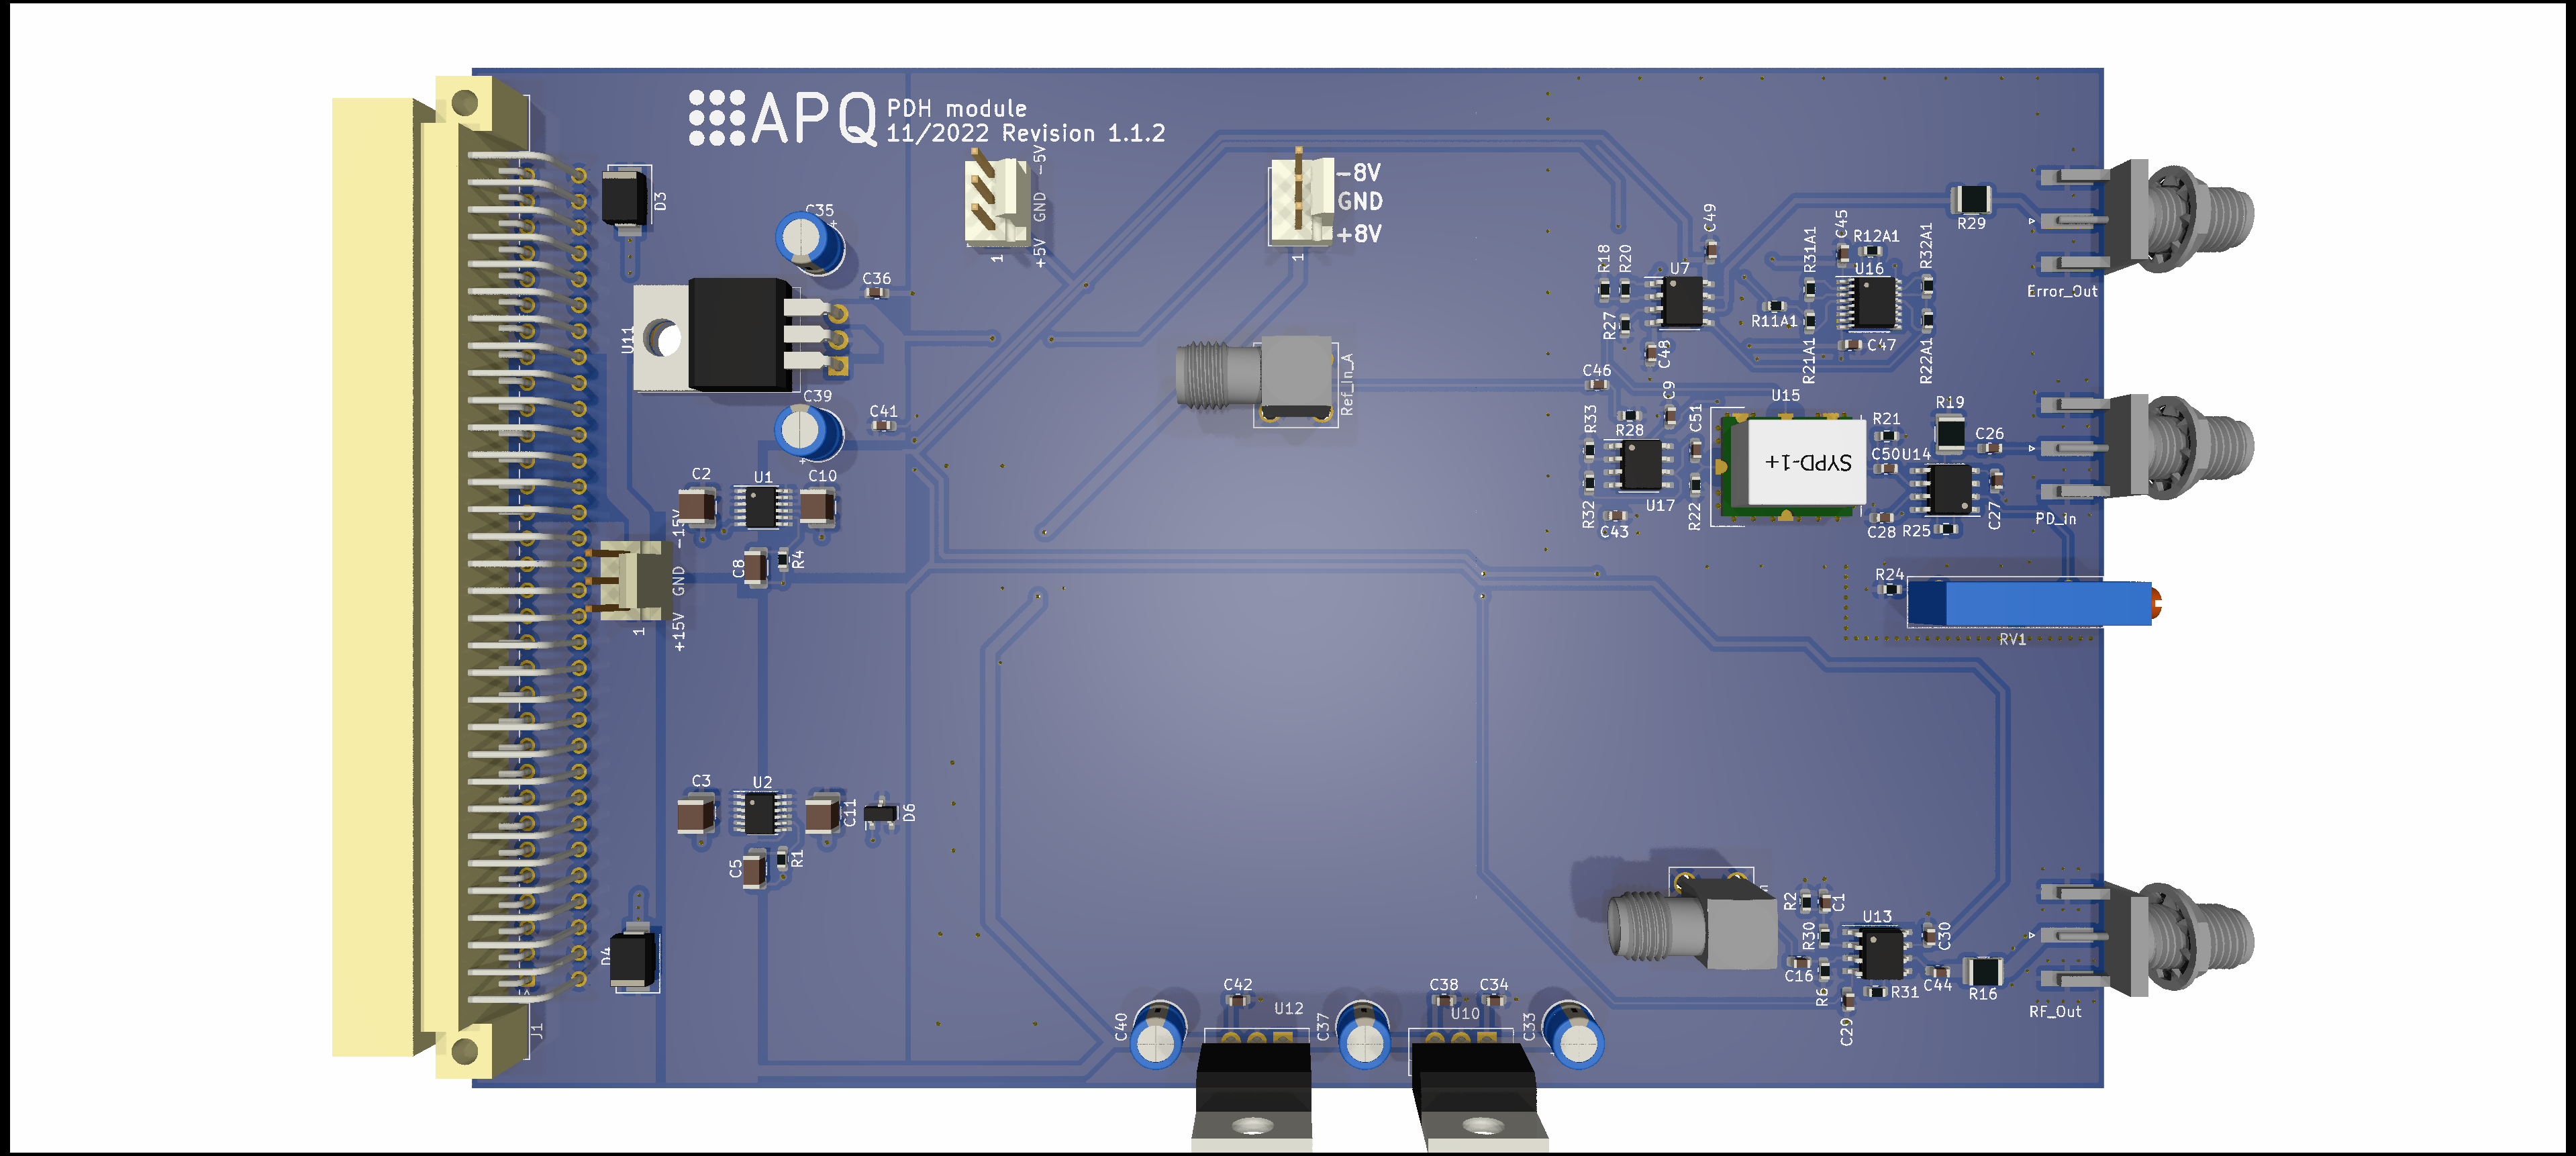 APQ PDH module
11/2022 Revision 1.1.2
-5V
GND
+5V
1
-8V
GND
+8V
1
D3
C35
+
C36
U11
C39
+
C41
C2
U1
C10
C8
R4
-15V
GND
+15V
1
Ref_In_A
C49
R18
R20
U7
R27
C48
R31A1
C45
R12A1
U16
R32A1
R11A1
R21A1
C47
R22A1
R29
Error_Out
C46
C9
R33
R28
C51
U15
SYPD-1+
R21
R19
C26
C50
U14
R32
C43
U17
R22
C28
R25
C27
PD_in
R24
RV1
C3
U2
C11
D6
C5
R1
D4
J1
C40
C42
U12
C37
C38
C34
U10
C33
R2
C1
U13
R30
C30
C16
R6
R31
C44
R16
C29
RF_Out